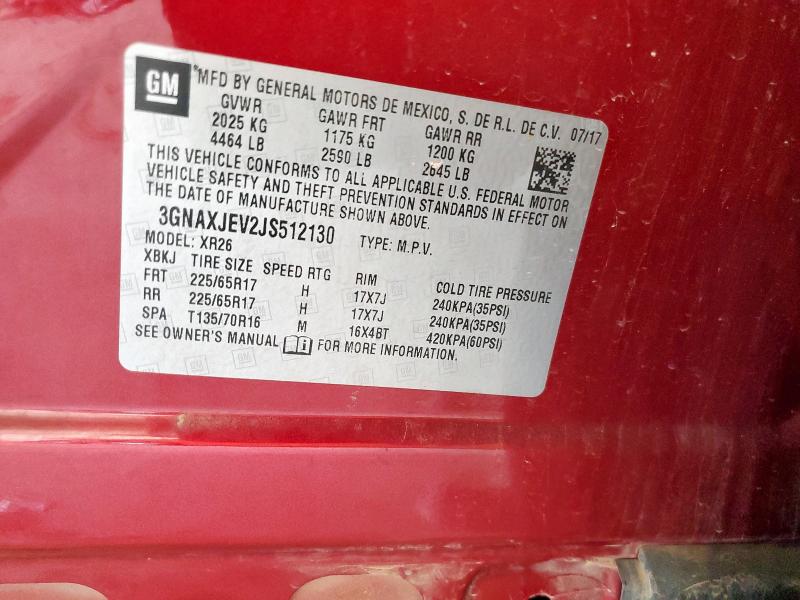 GM
*MFD BY GENERAL MOTORS DE MEXICO, S. DE R.L. DE C.V. 07/17
GVWR GAWR FRT GAWR RR
2025 KG 1175 KG 1200 KG
4464 LB 2590 LB 2645 LB
THIS VEHICLE CONFORMS TO ALL APPLICABLE U.S. FEDERAL MOTOR
VEHICLE SAFETY AND THEFT PREVENTION STANDARDS IN EFFECT ON
THE DATE OF MANUFACTURE SHOWN ABOVE.
3GNAXJEV2JS512130 TYPE: M.P.V.
MODEL: XR26
XBKJ TIRE SIZE SPEED RTG RIM COLD TIRE PRESSURE
FRT 225/65R17 H 17X7J 240KPA(35PSI)
RR 225/65R17 H 17X7J 240KPA(35PSI)
SPA T135/70R16 M 16X4BT 420KPA(60PSI)
SEE OWNER'S MANUAL FOR MORE INFORMATION.